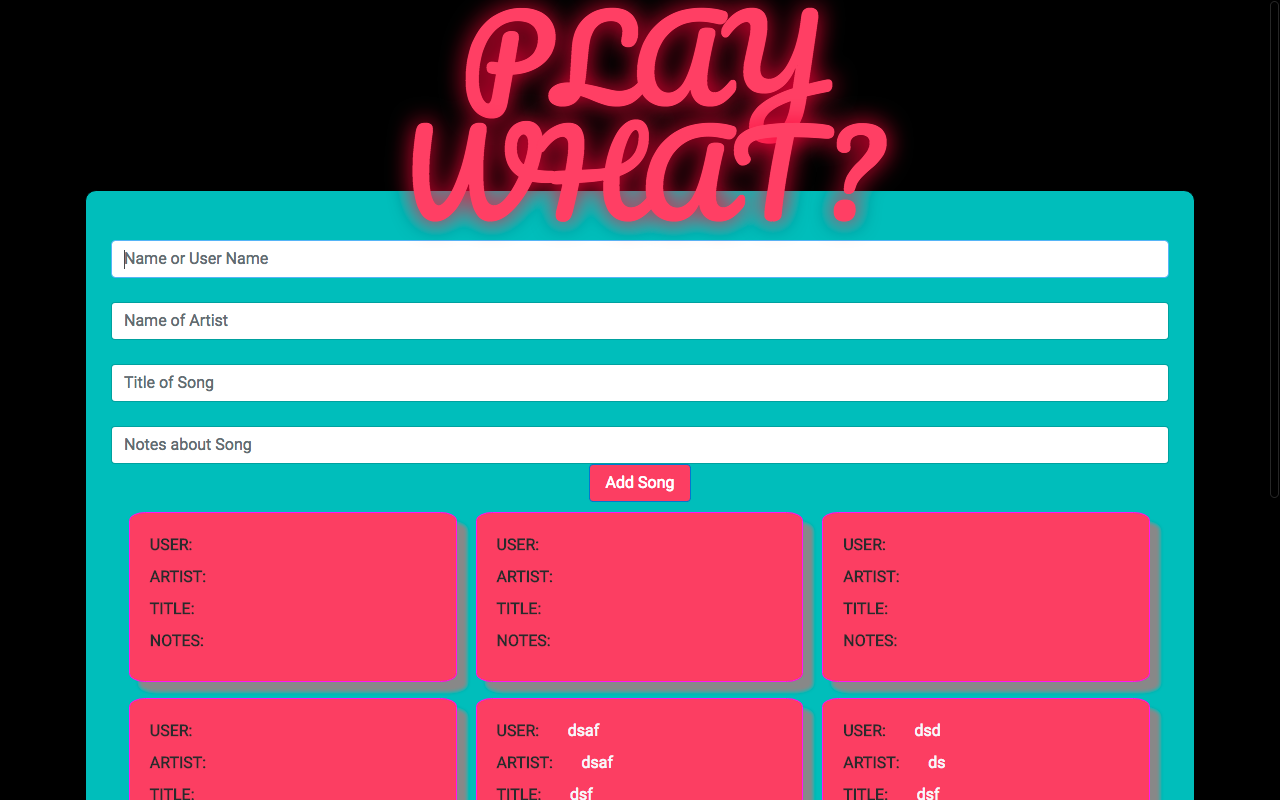 PLAY
WHAT?
Name or User Name
Name of Artist
Title of Song
Notes about Song
Add Song
USER:
ARTIST:
TITLE:
NOTES:
USER:
ARTIST:
TITLE:
NOTES:
USER:
ARTIST:
TITLE:
NOTES:
USER:
ARTIST:
TITLE:
USER: dsaf
ARTIST: dsaf
TITLE: dsf
USER: dsd
ARTIST: ds
TITLE: dsf